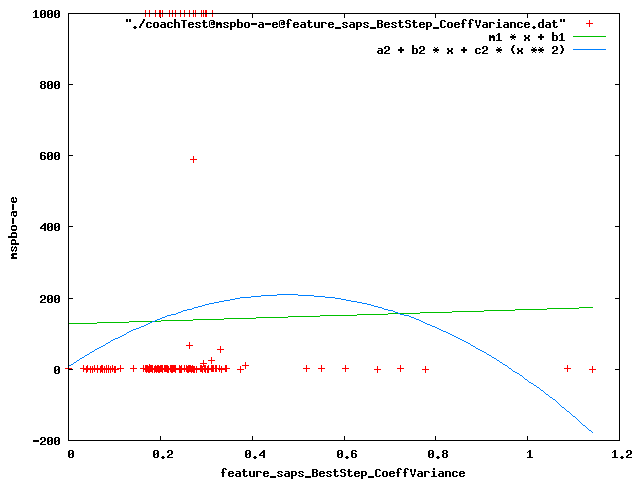 1000
800
600
400
200
0
-200
mspbo-a-e
"./coachTest@mspbo-a-e@feature_saps_BestStep_CoeffVariance.dat"
m1 * x + b1
a2 + b2 * x + c2 * (x ** 2)
0 0.2 0.4 0.6 0.8 1 1.2
feature_saps_BestStep_CoeffVariance